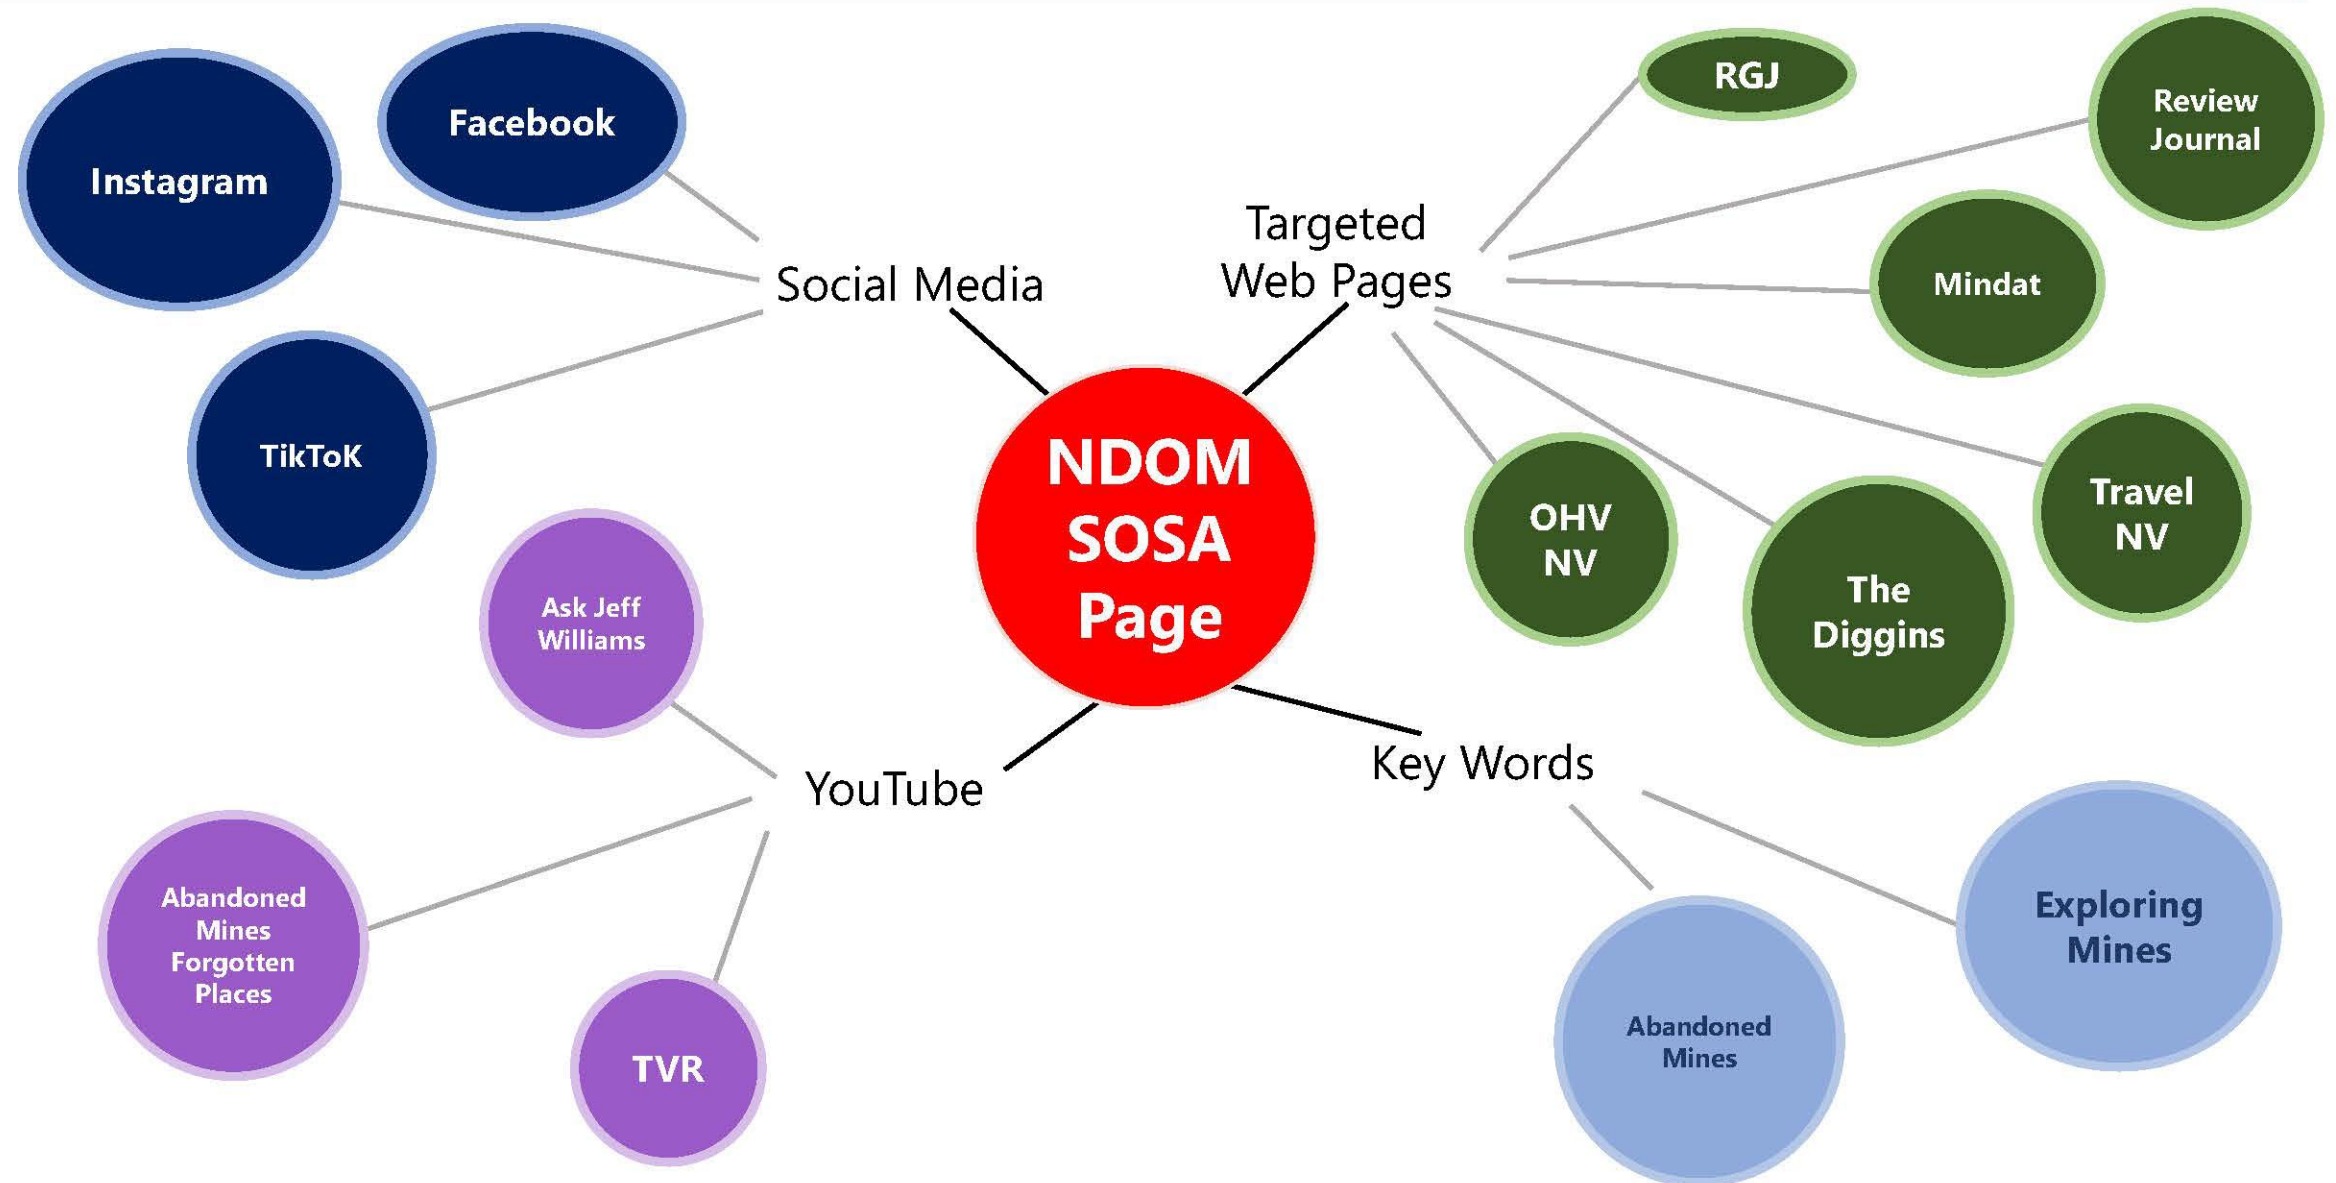 Facebook
Instagram
TikToK
Social Media
Targeted
Web Pages
RGJ
Review
Journal
Mindat
Travel
NV
The
Diggins
OHV
NV
NDOM
SOSA
Page
YouTube
Ask Jeff
Williams
Abandoned
Mines
Forgotten
Places
TVR
Key Words
Abandoned
Mines
Exploring
Mines